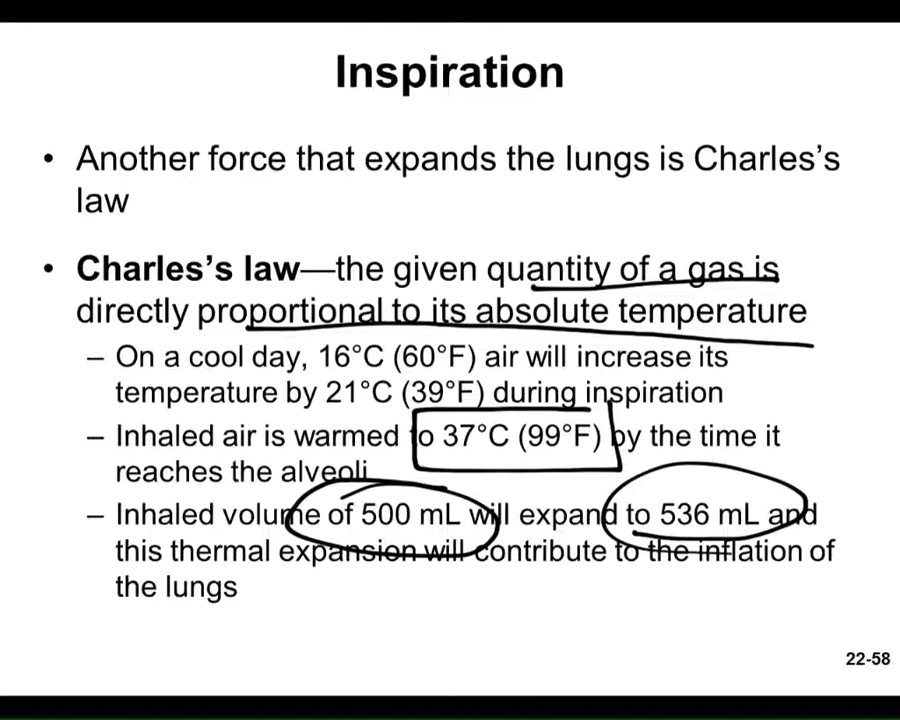 Inspiration
• Another force that expands the lungs is Charles’s
law
• Charles’s law—the given quantity of a gas is
directly proportional to its absolute temperature
– On a cool day, 16°C (60°F) air will increase its
temperature by 21°C (39°F) during inspiration
– Inhaled air is warmed to 37°C (99°F) by the time it
reaches the alveoli
– Inhaled volume of 500 mL will expand to 536 mL and
this thermal expansion will contribute to the inflation of
the lungs
22-58